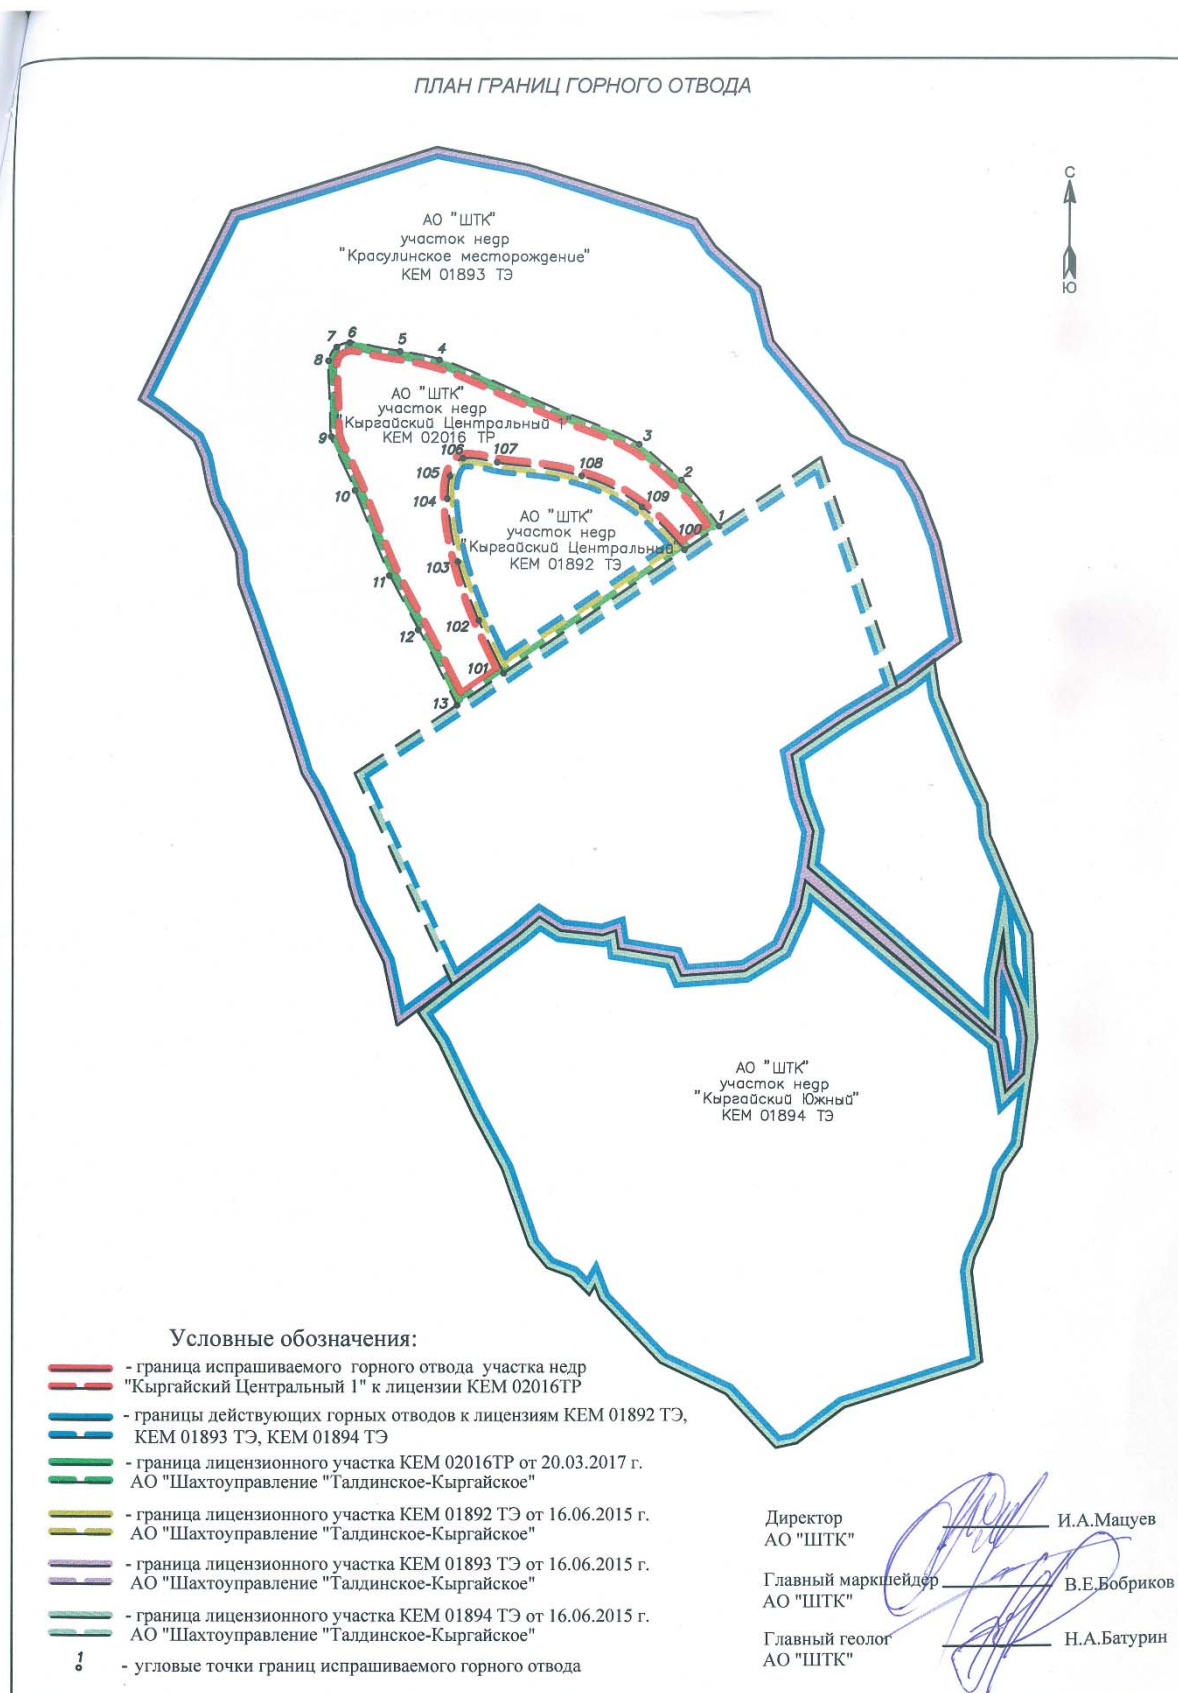 ПЛАН ГРАНИЦ ГОРНОГО ОТВОДА
С
Ю
АО "ШТК"
участок недр
"Красулинское месторождение"
КЕМ 01893 ТЭ
7
6
5
4
8
АО "ШТК"
участок недр
"Кыргайский Центральный 1"
КЕМ 02016 ТР
9
3
106
107
108
105
2
10
104
109
1
100
АО "ШТК"
участок недр
"Кыргайский Центральный"
КЕМ 01892 ТЭ
103
11
102
12
101
13
АО "ШТК"
участок недр
"Кыргайский Южный"
КЕМ 01894 ТЭ
Условные обозначения:
- граница испрашиваемого горного отвода участка недр
"Кыргайский Центральный 1" к лицензии КЕМ 02016ТР
- границы действующих горных отводов к лицензиям КЕМ 01892 ТЭ,
КЕМ 01893 ТЭ, КЕМ 01894 ТЭ
- граница лицензионного участка КЕМ 02016ТР от 20.03.2017 г.
АО "Шахтоуправление "Талдинское-Кыргайское"
- граница лицензионного участка КЕМ 01892 ТЭ от 16.06.2015 г.
АО "Шахтоуправление "Талдинское-Кыргайское"
- граница лицензионного участка КЕМ 01893 ТЭ от 16.06.2015 г.
АО "Шахтоуправление "Талдинское-Кыргайское"
- граница лицензионного участка КЕМ 01894 ТЭ от 16.06.2015 г.
АО "Шахтоуправление "Талдинское-Кыргайское"
1
- угловые точки границ испрашиваемого горного отвода
Директор
АО "ШТК"
И.А.Мацуев
Главный маркшейдер
АО "ШТК"
В.Е.Бобриков
Главный геолог
АО "ШТК"
Н.А.Батурин